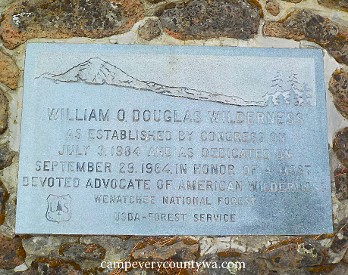 WILLIAM O. DOUGLAS WILDERNESS
AS ESTABLISHED BY CONGRESS ON
JULY 3, 1984 AND AS DEDICATED ON
SEPTEMBER 29, 1984, IN HONOR OF A MOST
DEVOTED ADVOCATE OF AMERICAN WILDERNESS
WENATCHEE NATIONAL FOREST
USDA-FOREST SERVICE
campeverycountywa.com